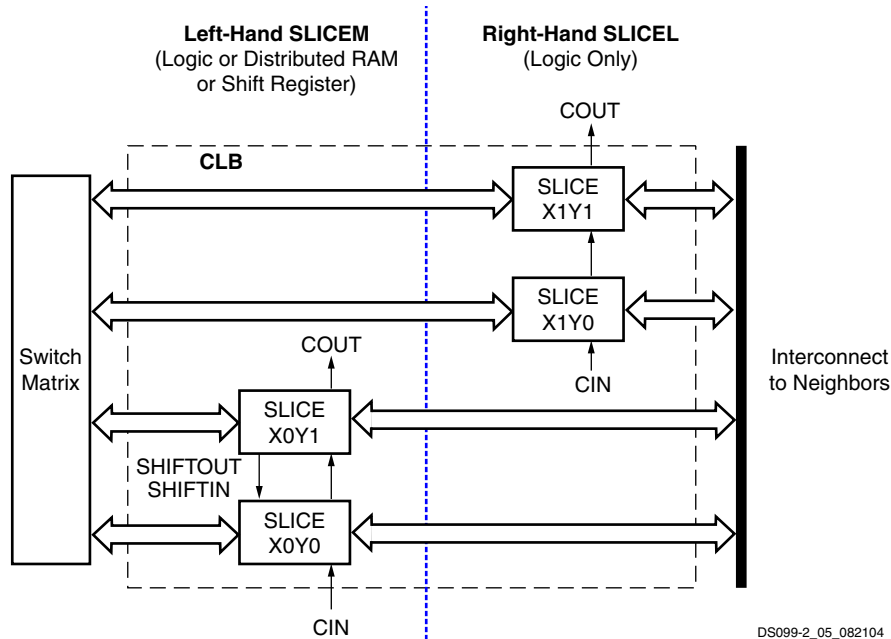 Left-Hand SLICEM
(Logic or Distributed RAM
or Shift Register)
Right-Hand SLICEL
(Logic Only)
COUT
CLB
SLICE
X1Y1
SLICE
X1Y0
COUT
CIN
Switch
Matrix
Interconnect
to Neighbors
SLICE
X0Y1
SHIFTOUT
SHIFTIN
SLICE
X0Y0
CIN
DS099-2_05_082104